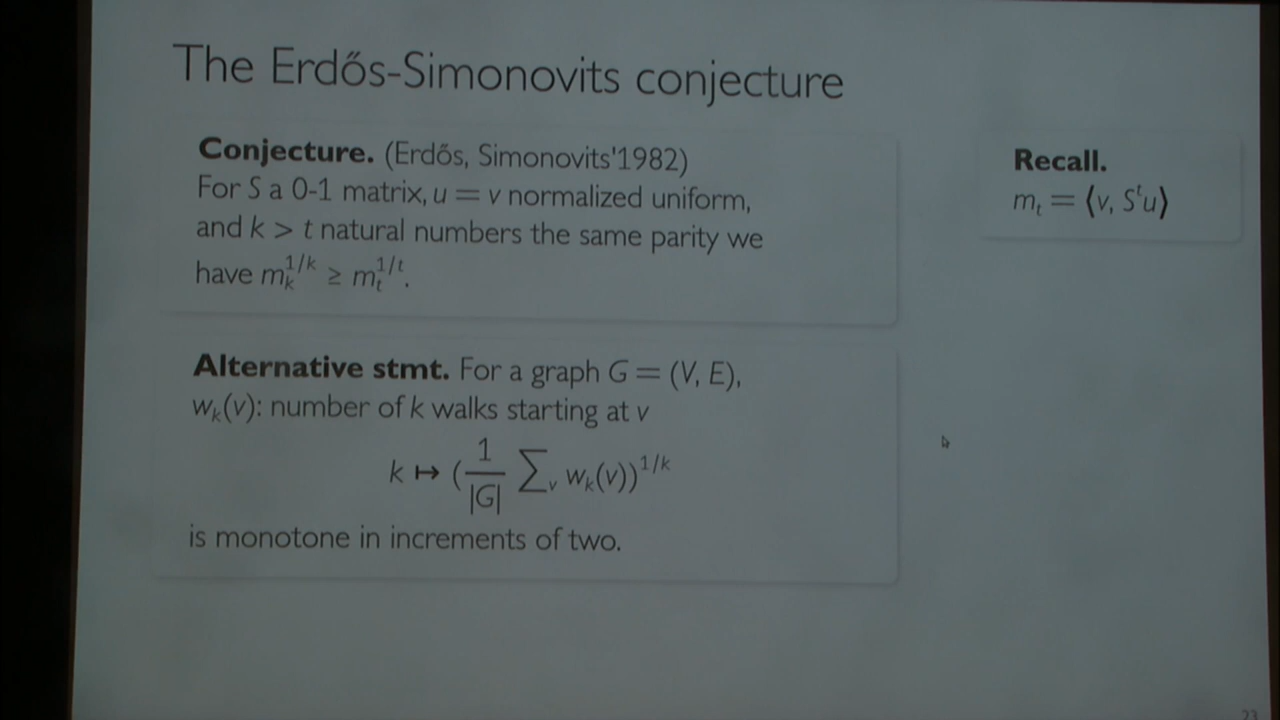 The Erdős-Simonovits conjecture
Conjecture. (Erdős, Simonovits'1982)
For S a 0-1 matrix, u = v normalized uniform,
and k > t natural numbers the same parity we
have m_k^{1/k} ≥ m_t^{1/t}.
Recall.
m_t = ⟨v, S^t u⟩
Alternative stmt. For a graph G = (V, E),
w_k(v): number of k walks starting at v
k ↦ (1/|G| ∑_v w_k(v))^{1/k}
is monotone in increments of two.
23